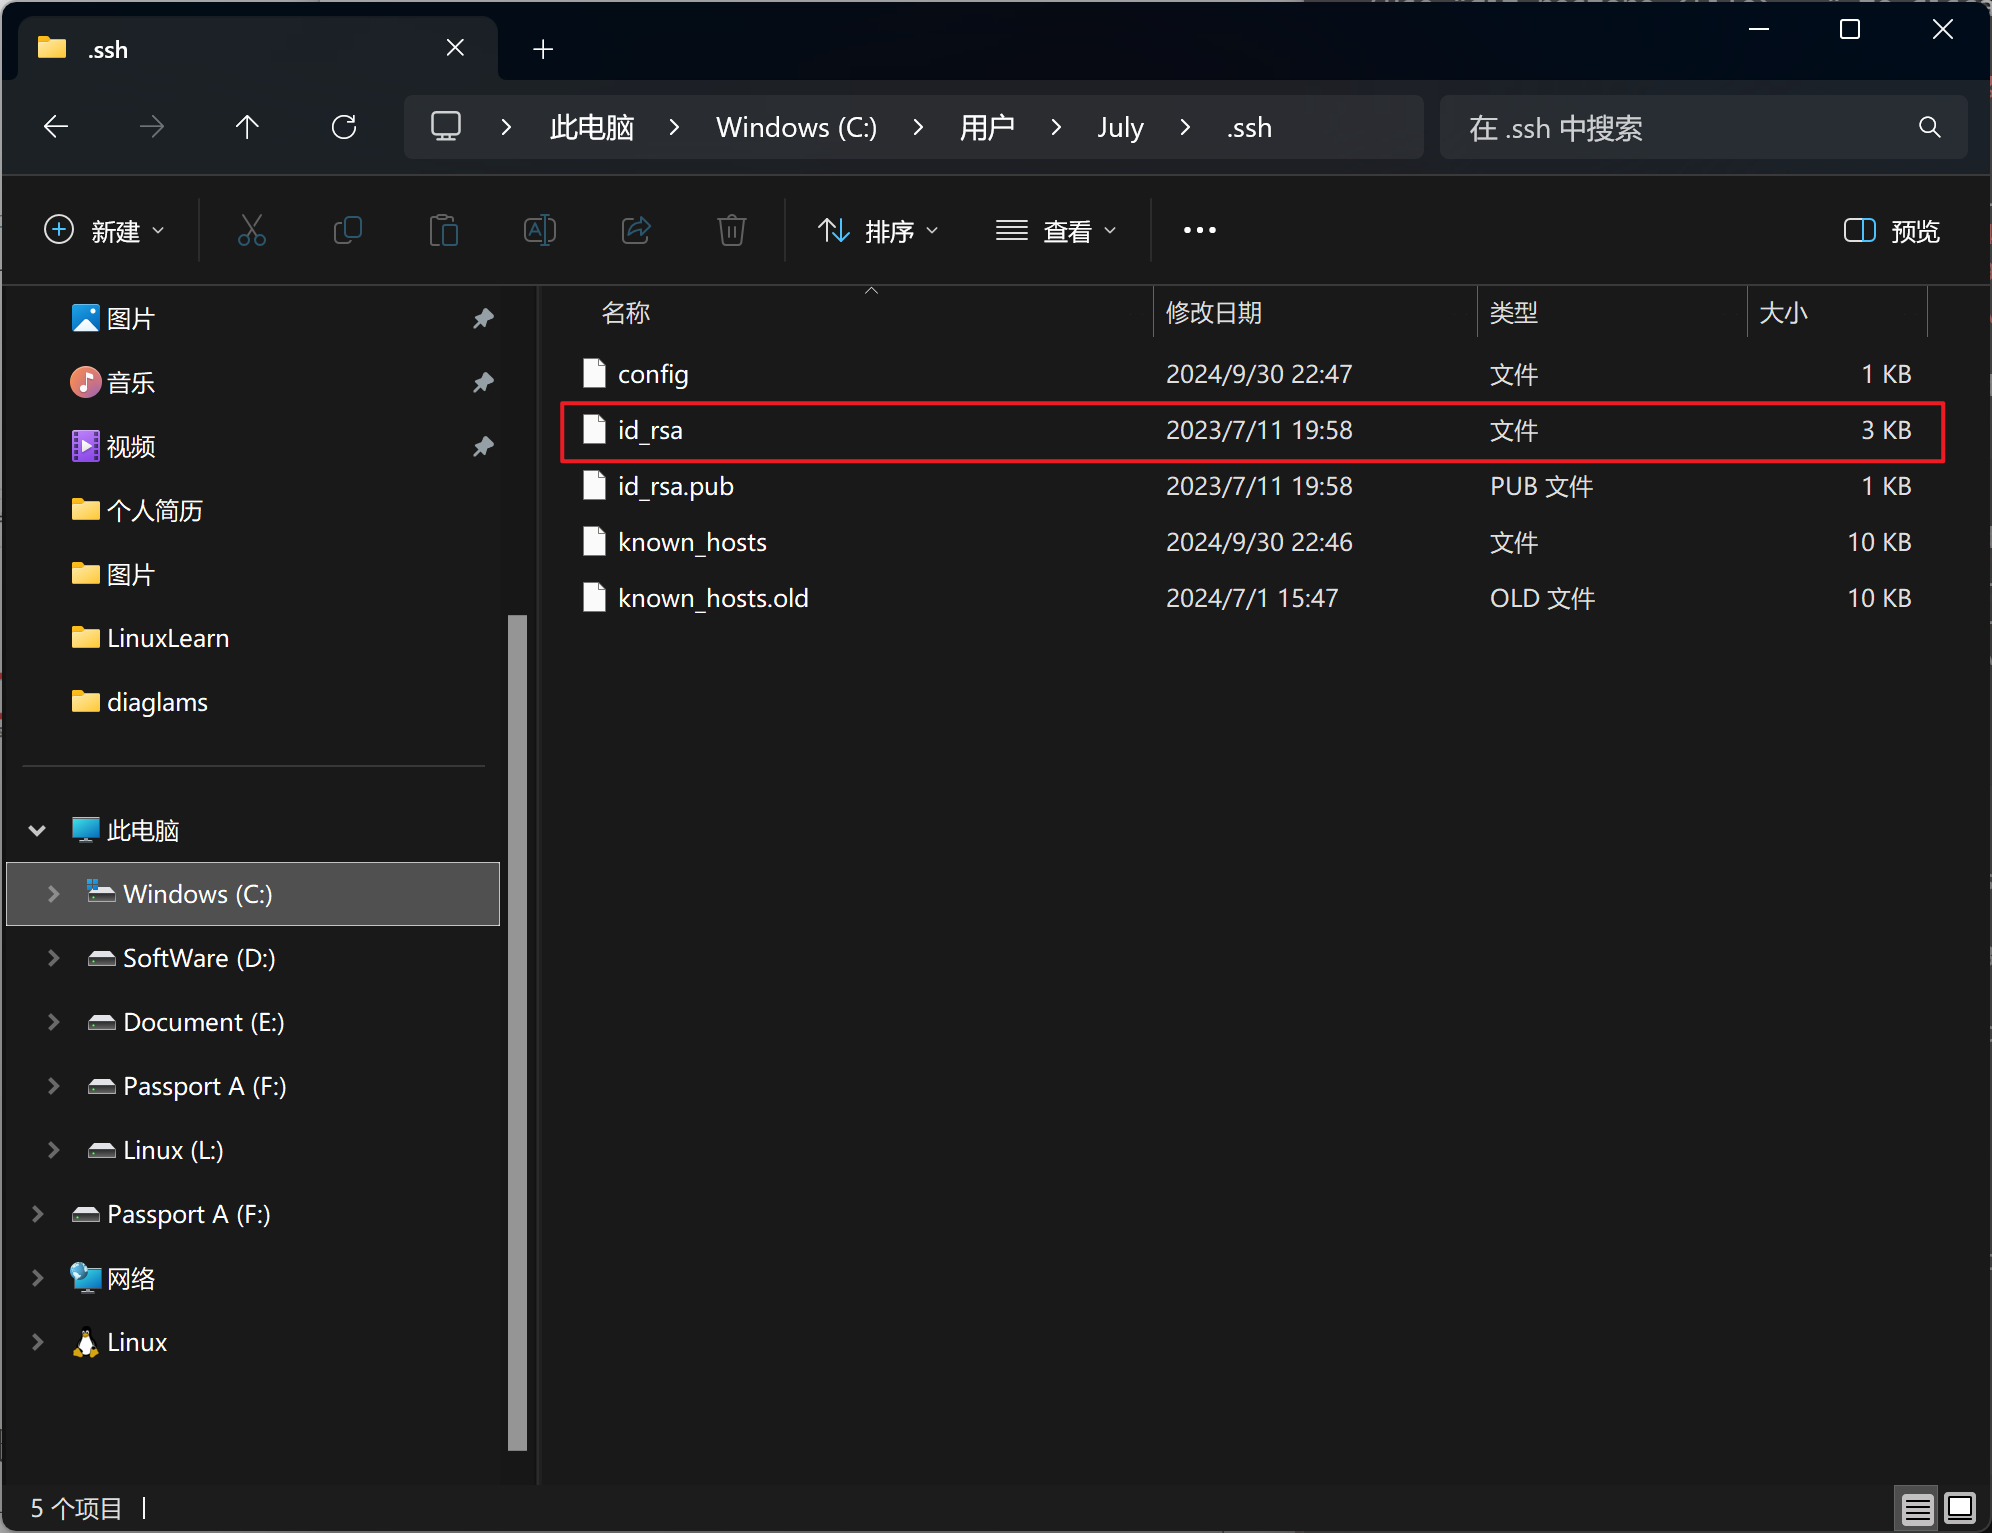 .ssh
此电脑 Windows (C:) 用户 July .ssh
在 .ssh 中搜索
新建 排序 查看 预览
图片
音乐
视频
个人简历
图片
LinuxLearn
diaglams
此电脑
Windows (C:)
SoftWare (D:)
Document (E:)
Passport A (F:)
Linux (L:)
Passport A (F:)
网络
Linux
名称 修改日期 类型 大小
config 2024/9/30 22:47 文件 1 KB
id_rsa 2023/7/11 19:58 文件 3 KB
id_rsa.pub 2023/7/11 19:58 PUB 文件 1 KB
known_hosts 2024/9/30 22:46 文件 10 KB
known_hosts.old 2024/7/1 15:47 OLD 文件 10 KB
5 个项目